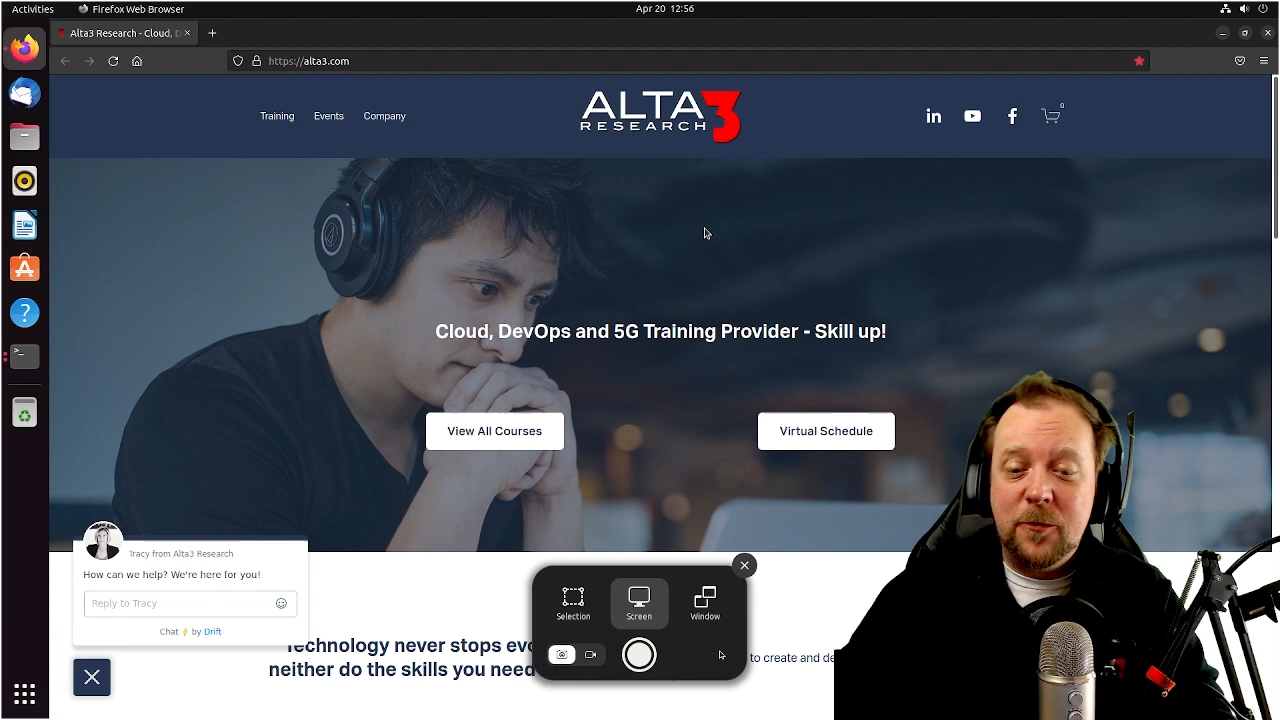 Activities
Firefox Web Browser
Apr 20 12:56
Alta3 Research - Cloud, D
https://alta3.com
Training
Events
Company
ALTA3
RESEARCH
in
f
0
Cloud, DevOps and 5G Training Provider - Skill up!
View All Courses
Virtual Schedule
Tracy from Alta3 Research
How can we help? We're here for you!
Reply to Tracy
Chat ⚡ by Drift
Selection
Screen
Window
Technology never stops evo
neither do the skills you need
to create and de